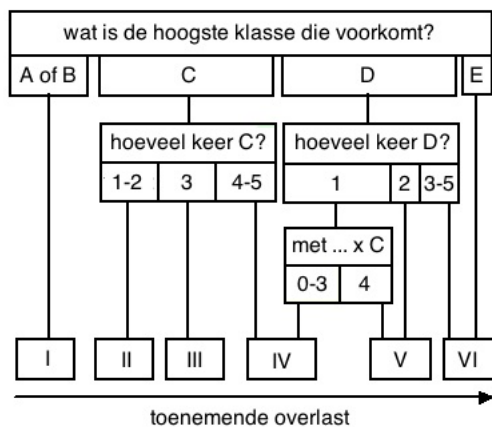 wat is de hoogste klasse die voorkomt?
A of B C D E
hoeveel keer C? hoeveel keer D?
1-2 3 4-5 1 2 3-5
met ... x C
0-3 4
I II III IV V VI
toenemende overlast